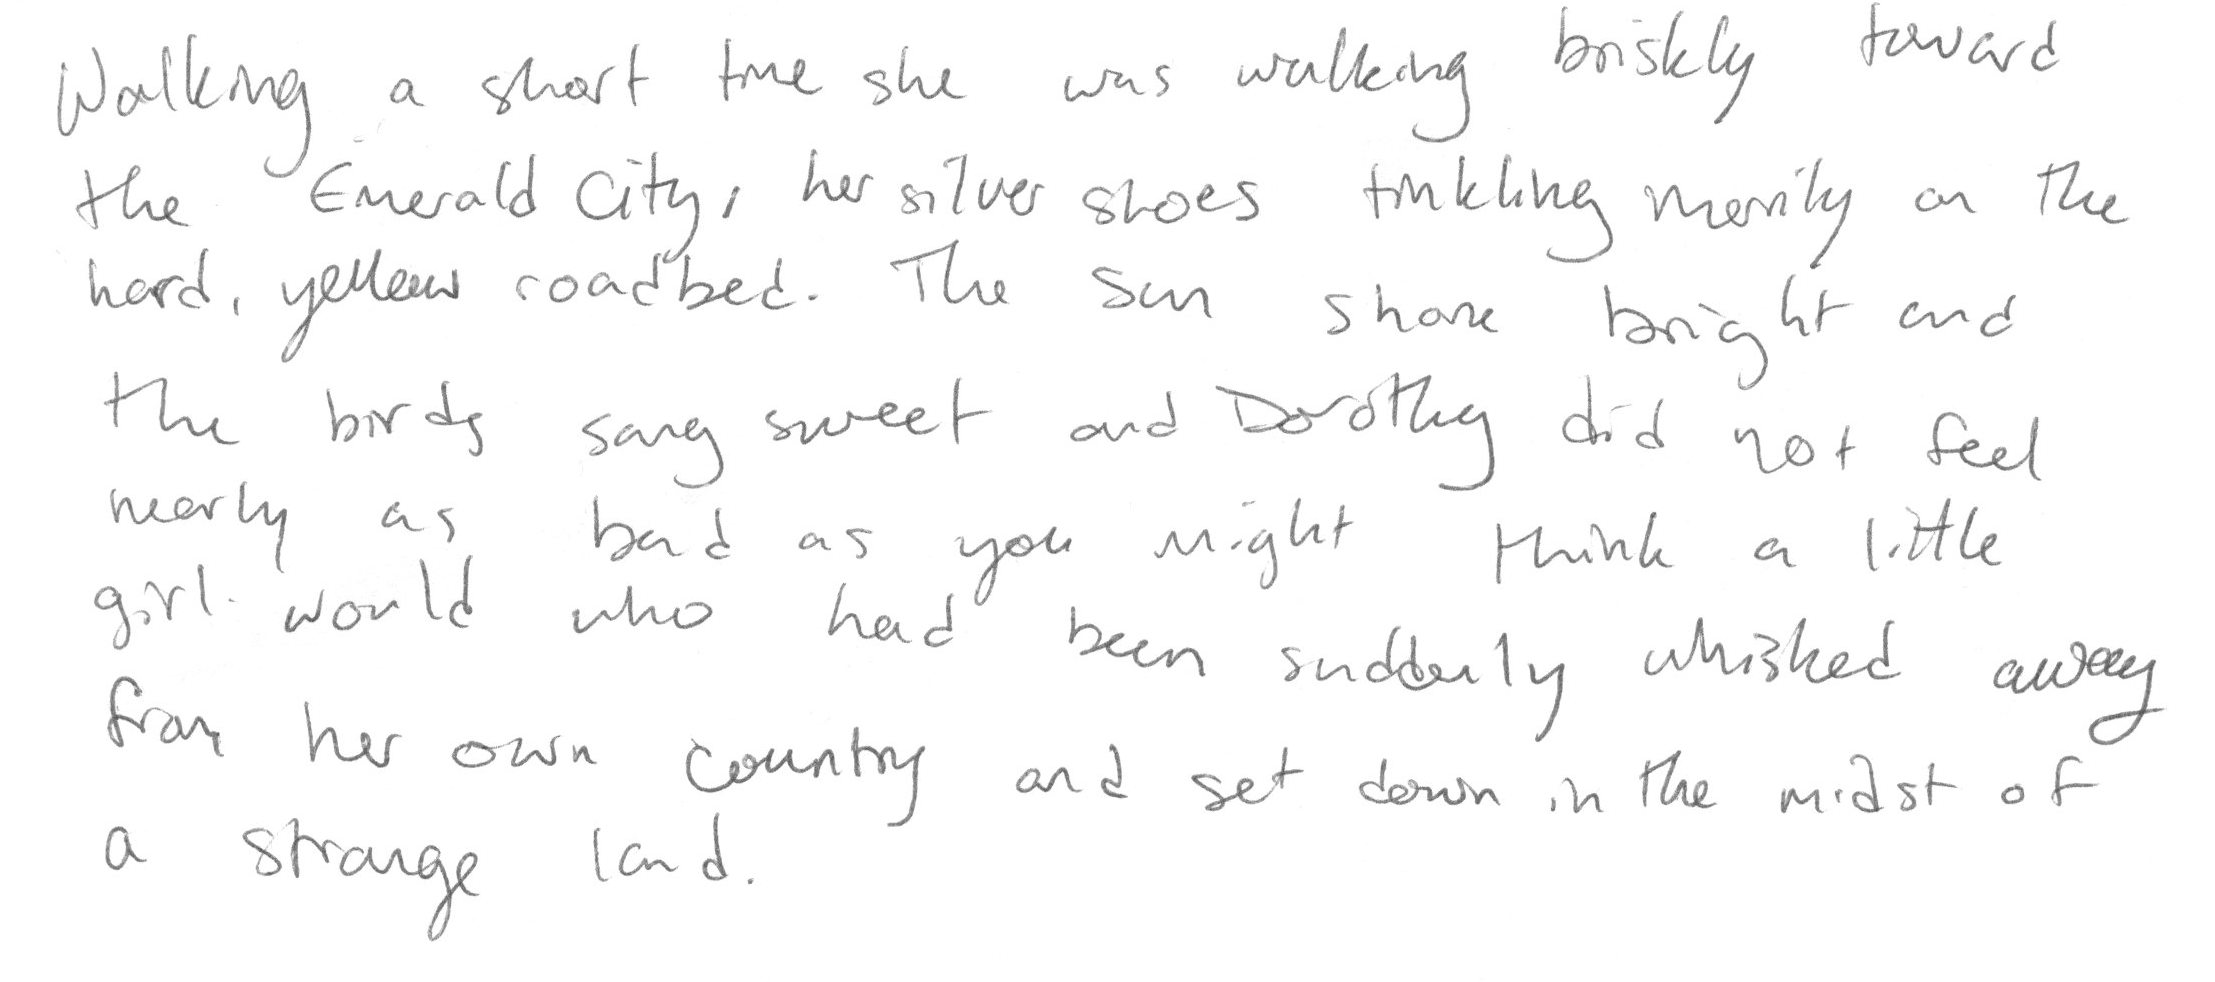 Walking a short time she was walking briskly toward
the Emerald City, her silver shoes tinkling merrily on the
hard, yellow roadbed. The sun shone bright and
the birds sang sweet and Dorothy did not feel
nearly as bad as you might think a little
girl would who had been suddenly whisked away
from her own country and set down in the midst of
a strange land.